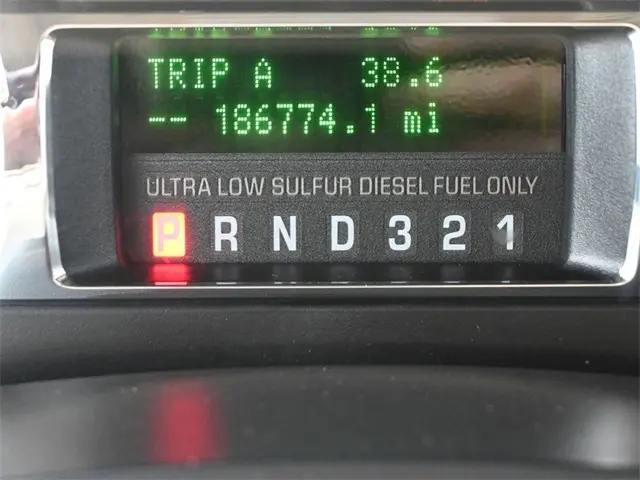 TRIP A 38.6
-- 186774.1 mi
ULTRA LOW SULFUR DIESEL FUEL ONLY
P R N D 3 2 1